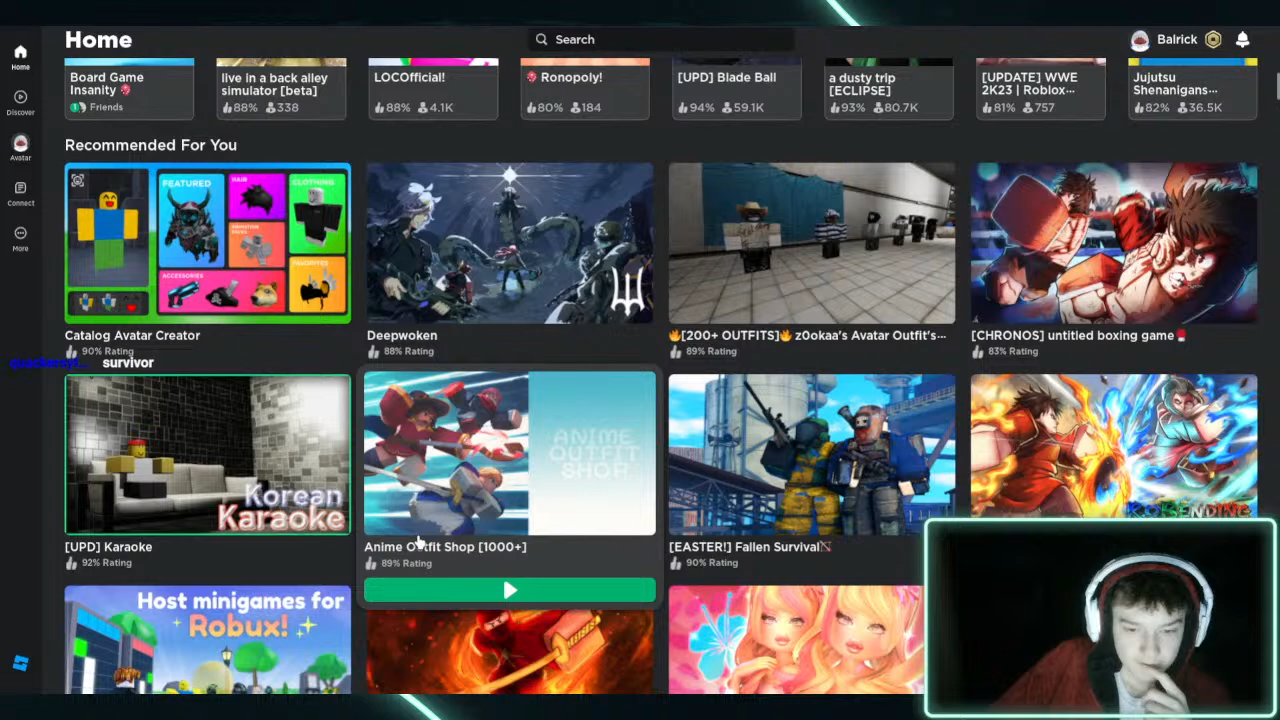 Home
Search
Balrick
Home
Discover
Avatar
Connect
More
Board Game
Insanity
Friends
live in a back alley
simulator [beta]
88% 338
LOCOfficial!
88% 4.1K
Ronopoly!
80% 184
[UPD] Blade Ball
94% 59.1K
a dusty trip
[ECLIPSE]
93% 80.7K
[UPDATE] WWE
2K23 | Roblox...
81% 757
Jujutsu
Shenanigans...
82% 36.5K
Recommended For You
FEATURED
HAIR
CLOTHING
ACCESSORIES
Catalog Avatar Creator
90% Rating
Deepwoken
88% Rating
🔥[200+ OUTFITS]🔥 z0okaa's Avatar Outfit's...
89% Rating
[CHRONOS] untitled boxing game🥊
83% Rating
survivor
Korean
Karaoke
[UPD] Karaoke
92% Rating
ANIME
OUTFIT
SHOP
Anime Outfit Shop [1000+]
89% Rating
[EASTER!] Fallen Survival
90% Rating
Host minigames for
Robux!